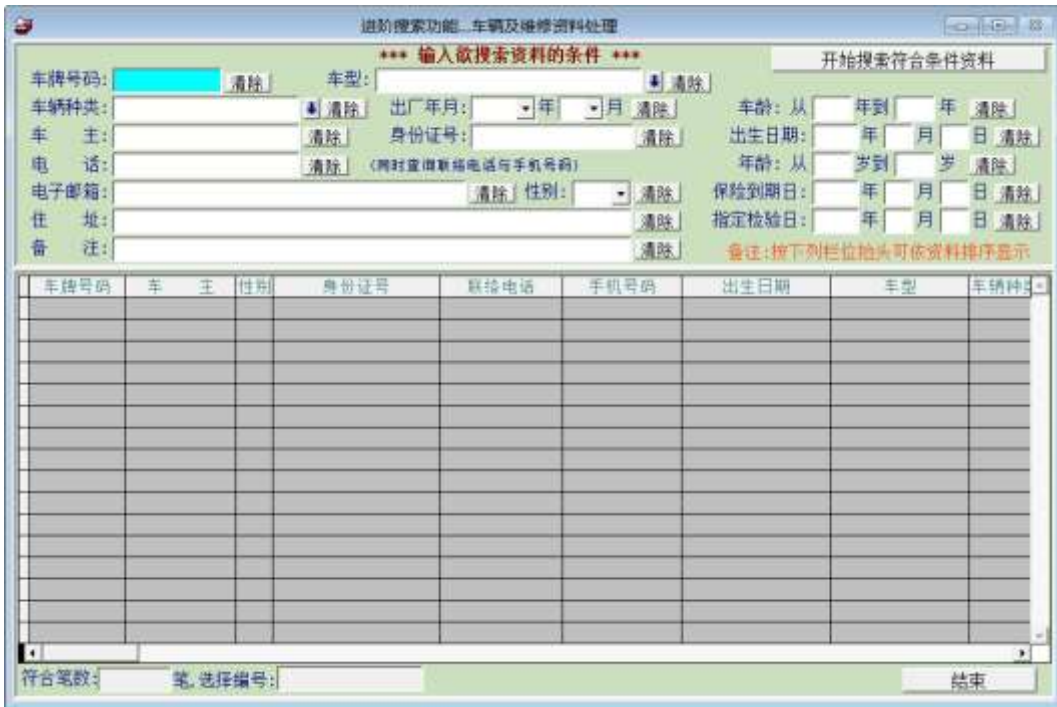 进阶搜索功能...车辆及维修资料处理
*** 输入欲搜索资料的条件 *** 开始搜索符合条件资料
车牌号码: 清除 车型: 清除
车辆种类: 清除 出厂年月: 年 月 清除 车龄: 从 年到 年 清除
车 主: 清除 身份证号: 清除 出生日期: 年 月 日 清除
电 话: 清除 (同时查询联络电话与手机号码) 年龄: 从 岁到 岁 清除
电子邮箱: 清除 性别: 清除 保险到期日: 年 月 日 清除
住 址: 清除 指定检验日: 年 月 日 清除
备 注: 清除 备注:按下列栏位抬头可依资料排序显示
车牌号码 车 主 性别 身份证号 联络电话 手机号码 出生日期 车型 车辆种类
符合笔数: 笔,选择编号: 结束